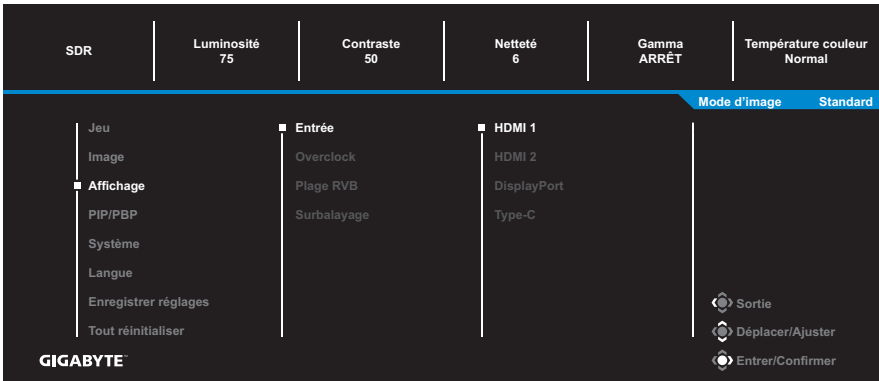 SDR
Luminosité
75
Contraste
50
Netteté
6
Gamma
ARRÊT
Température couleur
Normal
Mode d'image Standard
Jeu
Image
Affichage
PIP/PBP
Système
Langue
Enregistrer réglages
Tout réinitialiser
Entrée
Overclock
Plage RVB
Surbalayage
HDMI 1
HDMI 2
DisplayPort
Type-C
Sortie
Déplacer/Ajuster
Entrer/Confirmer
GIGABYTE™